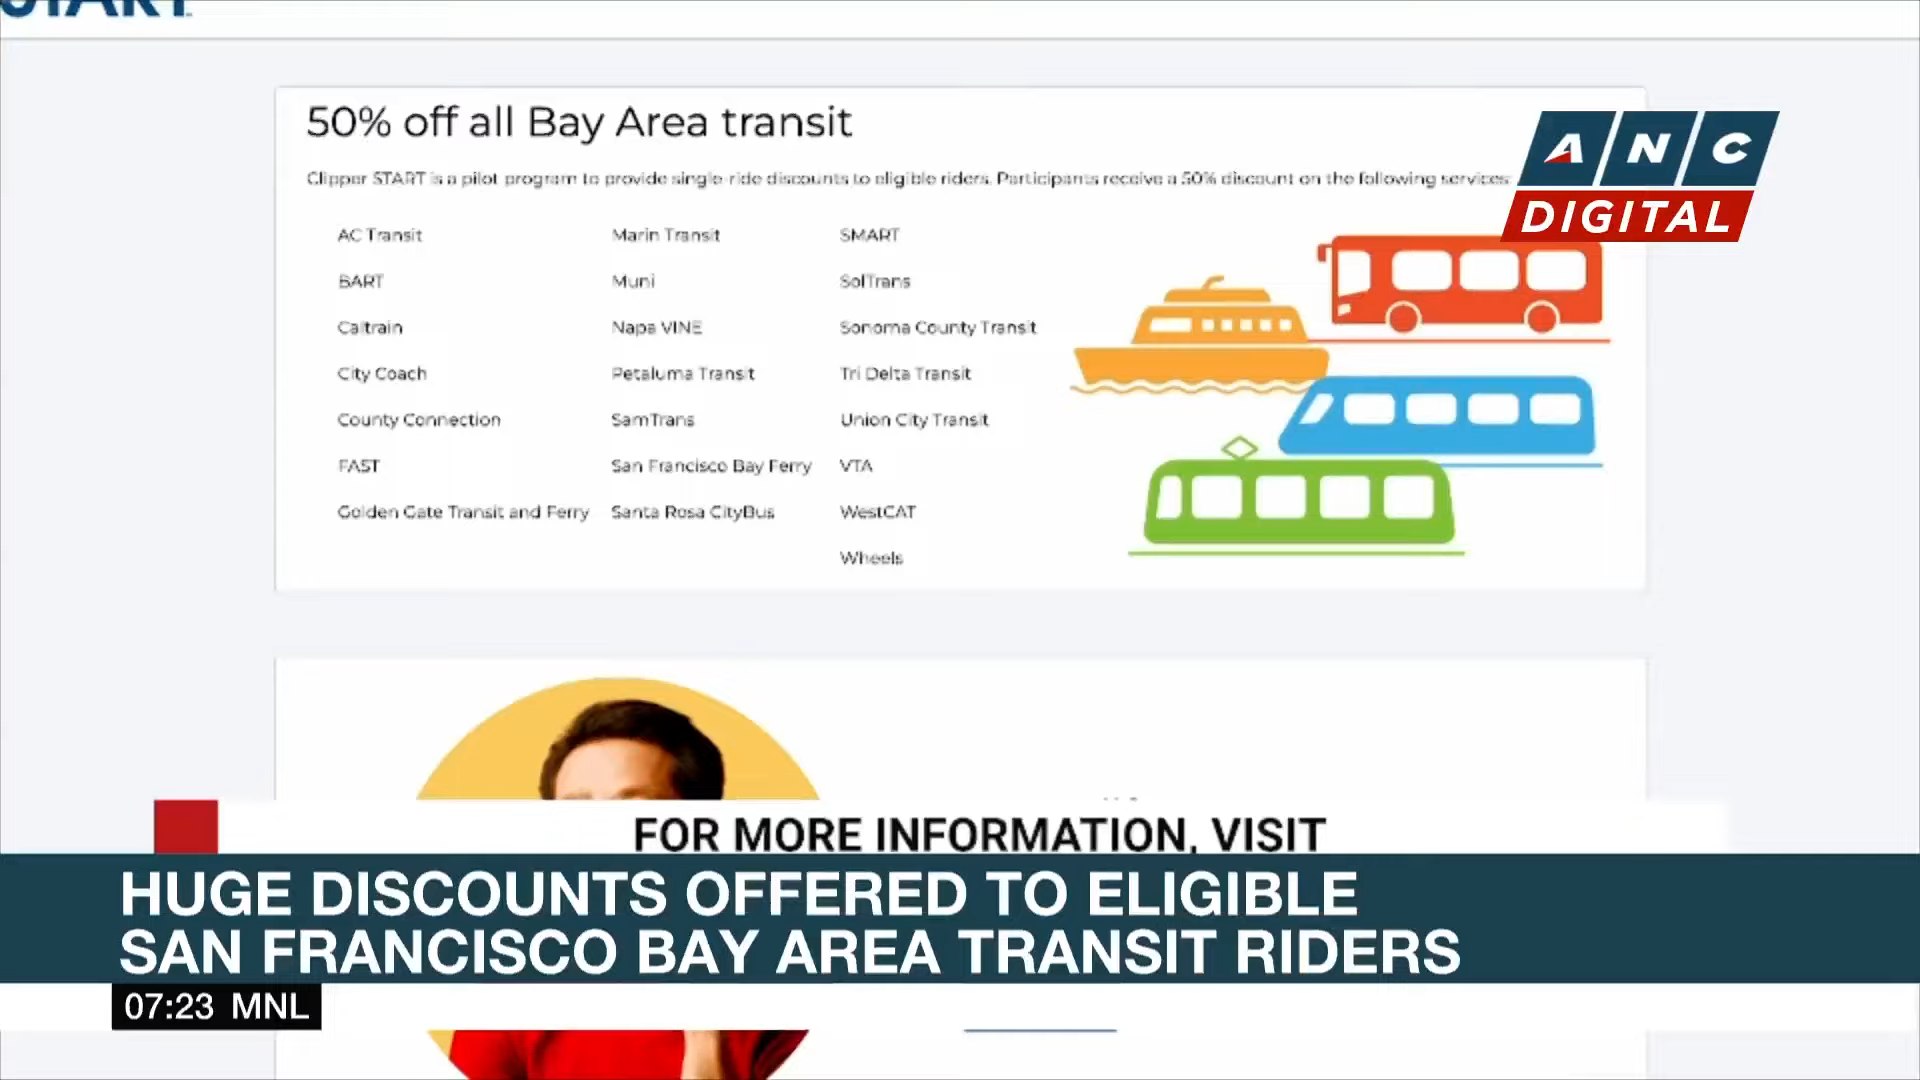 START
50% off all Bay Area transit
Clipper START is a pilot program to provide single-ride discounts to eligible riders. Participants receive a 50% discount on the following services:
AC Transit
BART
Caltrain
City Coach
County Connection
FAST
Golden Gate Transit and Ferry
Marin Transit
Muni
Napa VINE
Petaluma Transit
SamTrans
San Francisco Bay Ferry
Santa Rosa CityBus
SMART
SolTrans
Sonoma County Transit
Tri Delta Transit
Union City Transit
VTA
WestCAT
Wheels
ANC
DIGITAL
FOR MORE INFORMATION, VISIT
HUGE DISCOUNTS OFFERED TO ELIGIBLE
SAN FRANCISCO BAY AREA TRANSIT RIDERS
07:23 MNL